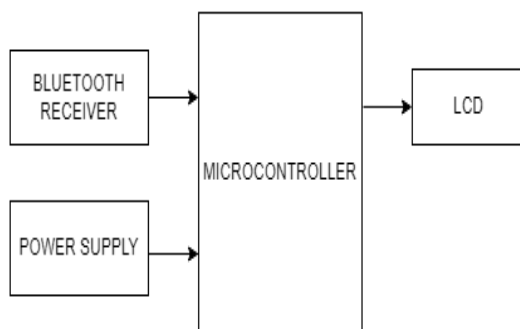 BLUETOOTH
RECEIVER
POWER SUPPLY
MICROCONTROLLER
LCD